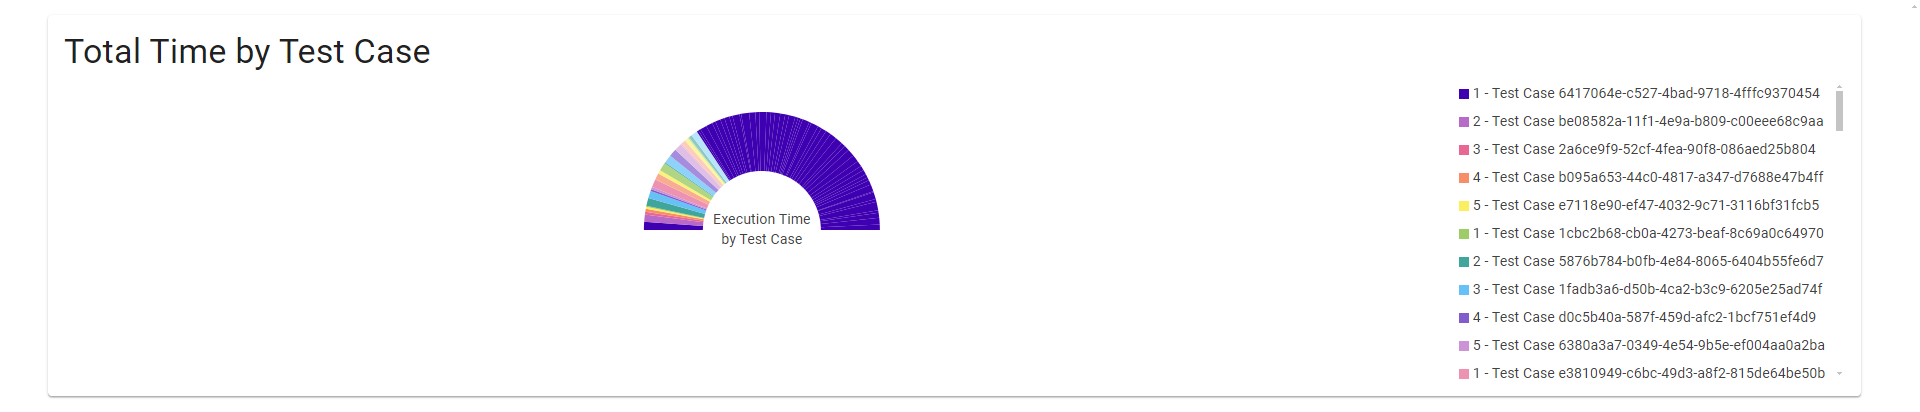 Total Time by Test Case
Execution Time
by Test Case
1 - Test Case 6417064e-c527-4bad-9718-4fffc9370454
2 - Test Case be08582a-11f1-4e9a-b809-c00eee68c9aa
3 - Test Case 2a6ce9f9-52cf-4fea-90f8-086aed25b804
4 - Test Case b095a653-44c0-4817-a347-d7688e47b4ff
5 - Test Case e7118e90-ef47-4032-9c71-3116bf31fcb5
1 - Test Case 1cbc2b68-cb0a-4273-beaf-8c69a0c64970
2 - Test Case 5876b784-b0fb-4e84-8065-6404b55fe6d7
3 - Test Case 1fadb3a6-d50b-4ca2-b3c9-6205e25ad74f
4 - Test Case d0c5b40a-587f-459d-afc2-1bcf751ef4d9
5 - Test Case 6380a3a7-0349-4e54-9b5e-ef004aa0a2ba
1 - Test Case e3810949-c6bc-49d3-a8f2-815de64be50b